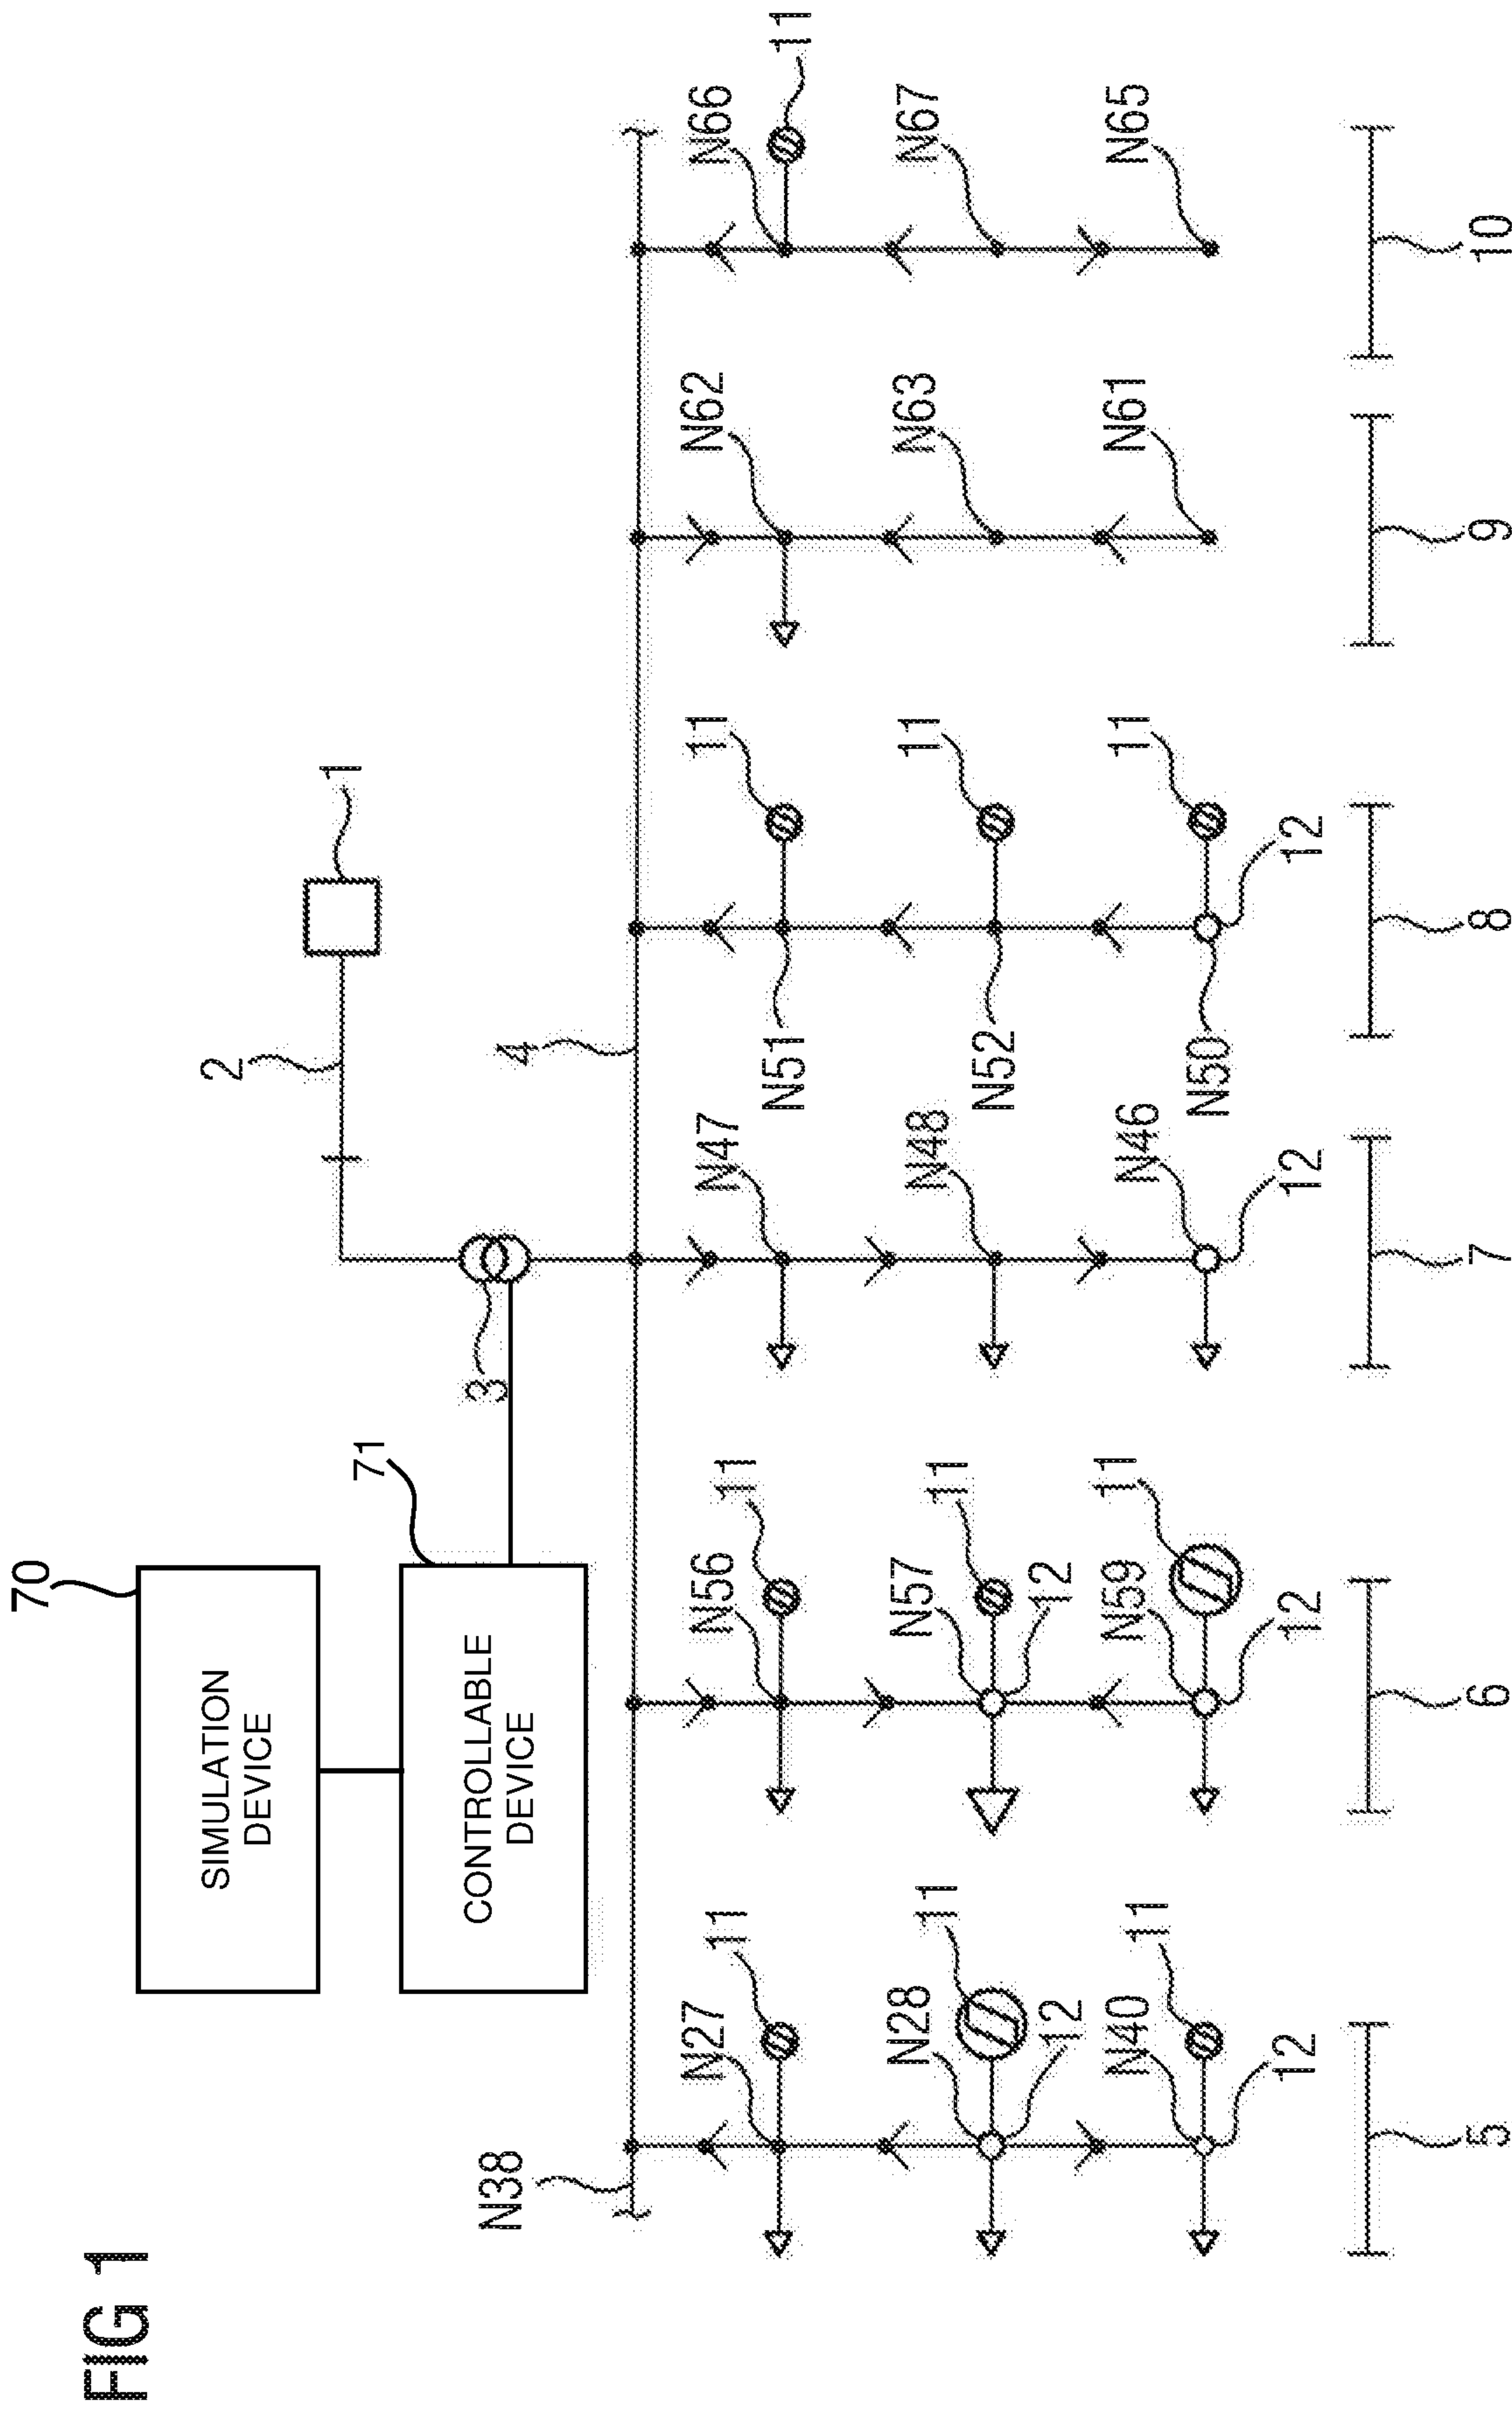 FIG 1
70
SIMULATION
DEVICE
71
CONTROLLABLE
DEVICE
2
1
3
4
N38
N27
11
N56
11
N47
N51
11
N62
N66
11
N28
11
12
N57
11
12
N48
N52
11
N63
N67
N40
11
12
N59
11
12
N46
12
N50
11
12
N61
N65
5
6
7
8
9
10